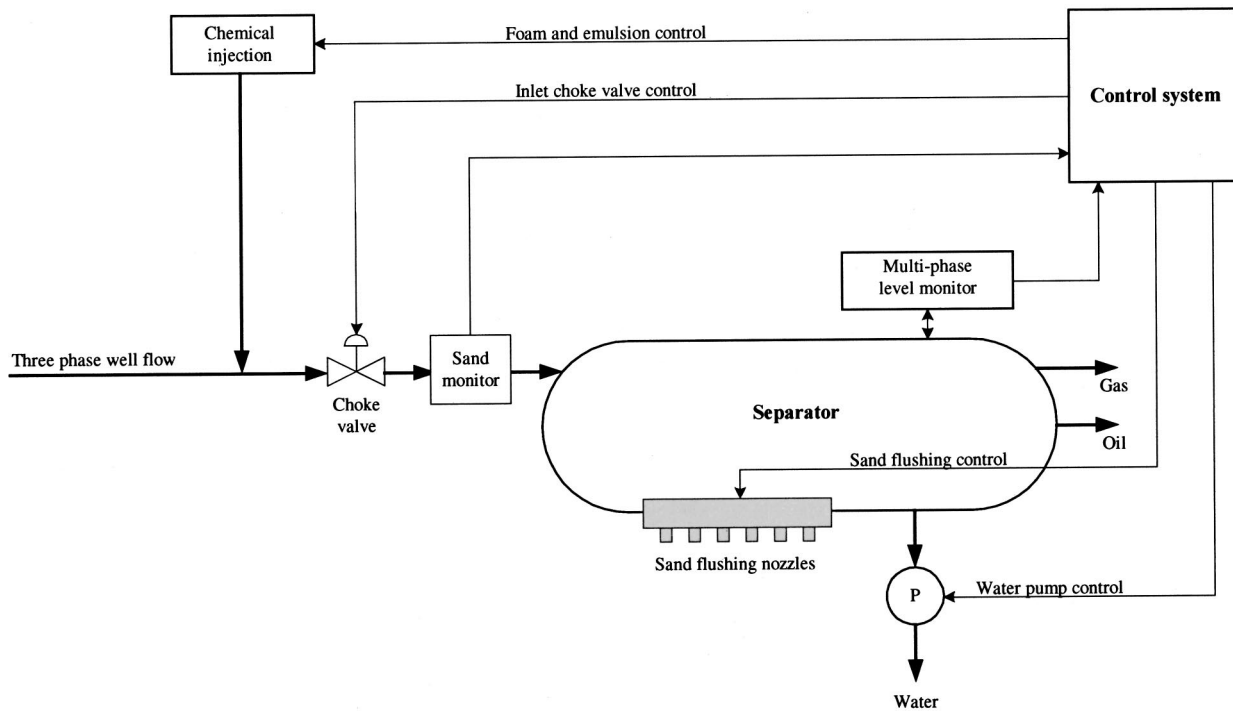 Chemical
injection
Foam and emulsion control
Inlet choke valve control
Control system
Multi-phase
level monitor
Three phase well flow
Choke
valve
Sand
monitor
Separator
Gas
Oil
Sand flushing control
Sand flushing nozzles
P
Water pump control
Water